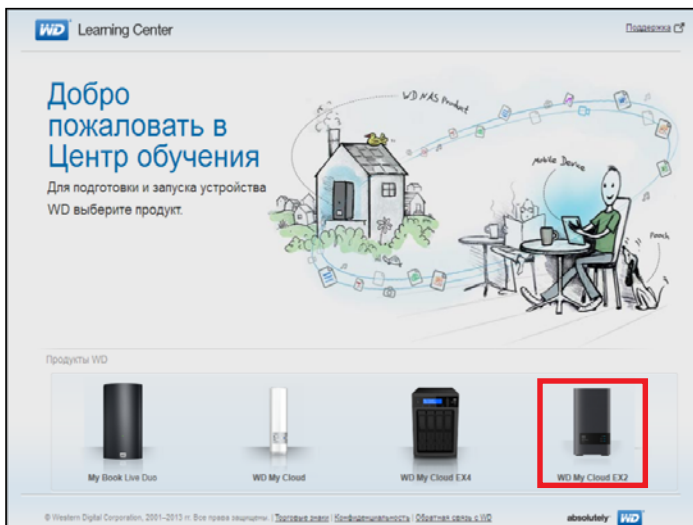 WD Learning Center
Поддержка
Добро
пожаловать в
Центр обучения
Для подготовки и запуска устройства
WD выберите продукт.
WD NAS Product
Mobile Device
Pooch
Продукты WD
My Book Live Duo
WD My Cloud
WD My Cloud EX4
WD My Cloud EX2
© Western Digital Corporation, 2001–2013 гг. Все права защищены. | Торговые знаки | Конфиденциальность | Обратная связь с WD
absolutely WD